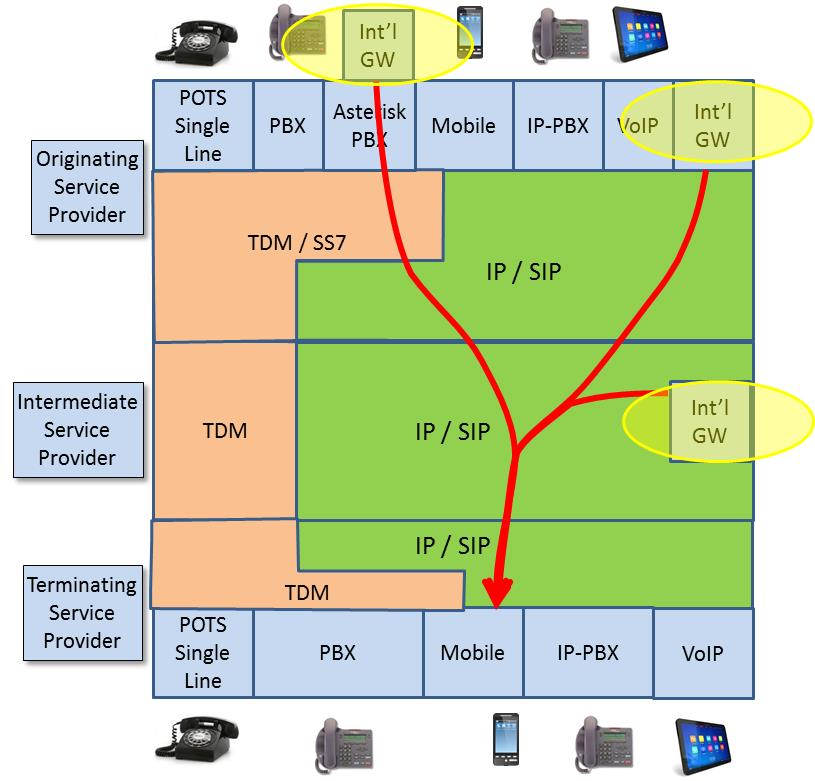 Int'l
GW
POTS
Single
Line
PBX
Asterisk
PBX
Mobile
IP-PBX
VoIP
Int'l
GW
Originating
Service
Provider
TDM / SS7
IP / SIP
Intermediate
Service
Provider
TDM
IP / SIP
Int'l
GW
IP / SIP
TDM
Terminating
Service
Provider
POTS
Single
Line
PBX
Mobile
IP-PBX
VoIP